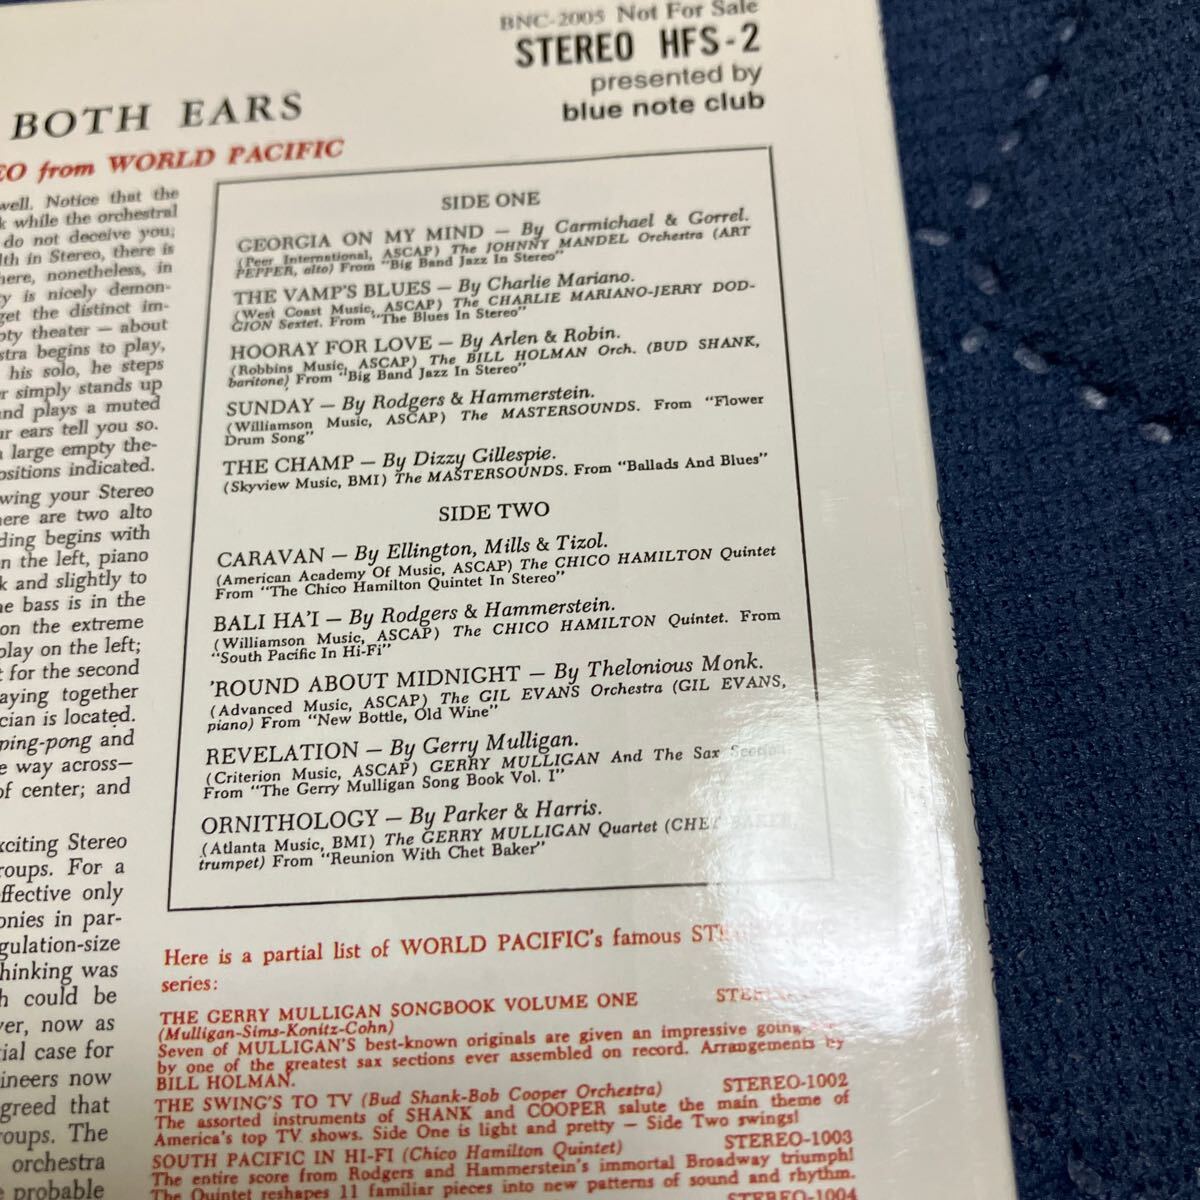 BNC-2005 Not For Sale
STEREO HFS-2
presented by
blue note club
BOTH EARS
EO from WORLD PACIFIC
well. Notice that the
k while the orchestral
do not deceive you;
lth in Stereo, there is
here, nonetheless, in
y is nicely demon-
get the distinct im-
pty theater — about
stra begins to play,
his solo, he steps
r simply stands up
nd plays a muted
ur ears tell you so.
a large empty the-
ositions indicated.
wing your Stereo
here are two alto
ding begins with
n the left, piano
k and slightly to
he bass is in the
on the extreme
play on the left;
t for the second
aying together
cian is located.
ping-pong and
e way across—
of center; and
xciting Stereo
roups. For a
ffective only
onies in par-
gulation-size
hinking was
h could be
ver, now as
tial case for
ineers now
greed that
roups. The
orchestra
e probable
SIDE ONE
GEORGIA ON MY MIND — By Carmichael & Gorrel.
(Peer International, ASCAP) The JOHNNY MANDEL Orchestra (ART
PEPPER, alto) From "Big Band Jazz In Stereo"
THE VAMP'S BLUES — By Charlie Mariano.
(West Coast Music, ASCAP) The CHARLIE MARIANO-JERRY DOD-
GION Sextet. From "The Blues In Stereo"
HOORAY FOR LOVE — By Arlen & Robin.
(Robbins Music, ASCAP) The BILL HOLMAN Orch. (BUD SHANK,
baritone) From "Big Band Jazz In Stereo"
SUNDAY — By Rodgers & Hammerstein.
(Williamson Music, ASCAP) The MASTERSOUNDS. From "Flower
Drum Song"
THE CHAMP — By Dizzy Gillespie.
(Skyview Music, BMI) The MASTERSOUNDS. From "Ballads And Blues"
SIDE TWO
CARAVAN — By Ellington, Mills & Tizol.
(American Academy Of Music, ASCAP) The CHICO HAMILTON Quintet
From "The Chico Hamilton Quintet In Stereo"
BALI HA'I — By Rodgers & Hammerstein.
(Williamson Music, ASCAP) The CHICO HAMILTON Quintet. From
"South Pacific In Hi-Fi"
'ROUND ABOUT MIDNIGHT — By Thelonious Monk.
(Advanced Music, ASCAP) The GIL EVANS Orchestra (GIL EVANS,
piano) From "New Bottle, Old Wine"
REVELATION — By Gerry Mulligan.
(Criterion Music, ASCAP) GERRY MULLIGAN And The Sax Section
From "The Gerry Mulligan Song Book Vol. I"
ORNITHOLOGY — By Parker & Harris.
(Atlanta Music, BMI) The GERRY MULLIGAN Quartet (CHET BAKER,
trumpet) From "Reunion With Chet Baker"
Here is a partial list of WORLD PACIFIC's famous
series:
THE GERRY MULLIGAN SONGBOOK VOLUME ONE
(Mulligan-Sims-Konitz-Cohn)
Seven of MULLIGAN'S best-known originals are given an impressive
by one of the greatest sax sections ever assembled on record. Arrangements by
BILL HOLMAN.
THE SWING'S TO TV (Bud Shank-Bob Cooper Orchestra) STEREO-1002
The assorted instruments of SHANK and COOPER salute the main theme of
America's top TV shows. Side One is light and pretty — Side Two swings!
SOUTH PACIFIC IN HI-FI (Chico Hamilton Quintet) STEREO-1003
The entire score from Rodgers and Hammerstein's immortal Broadway triumph!
The Quintet reshapes 11 familiar pieces into new patterns of sound and rhythm.
STEREO-1004